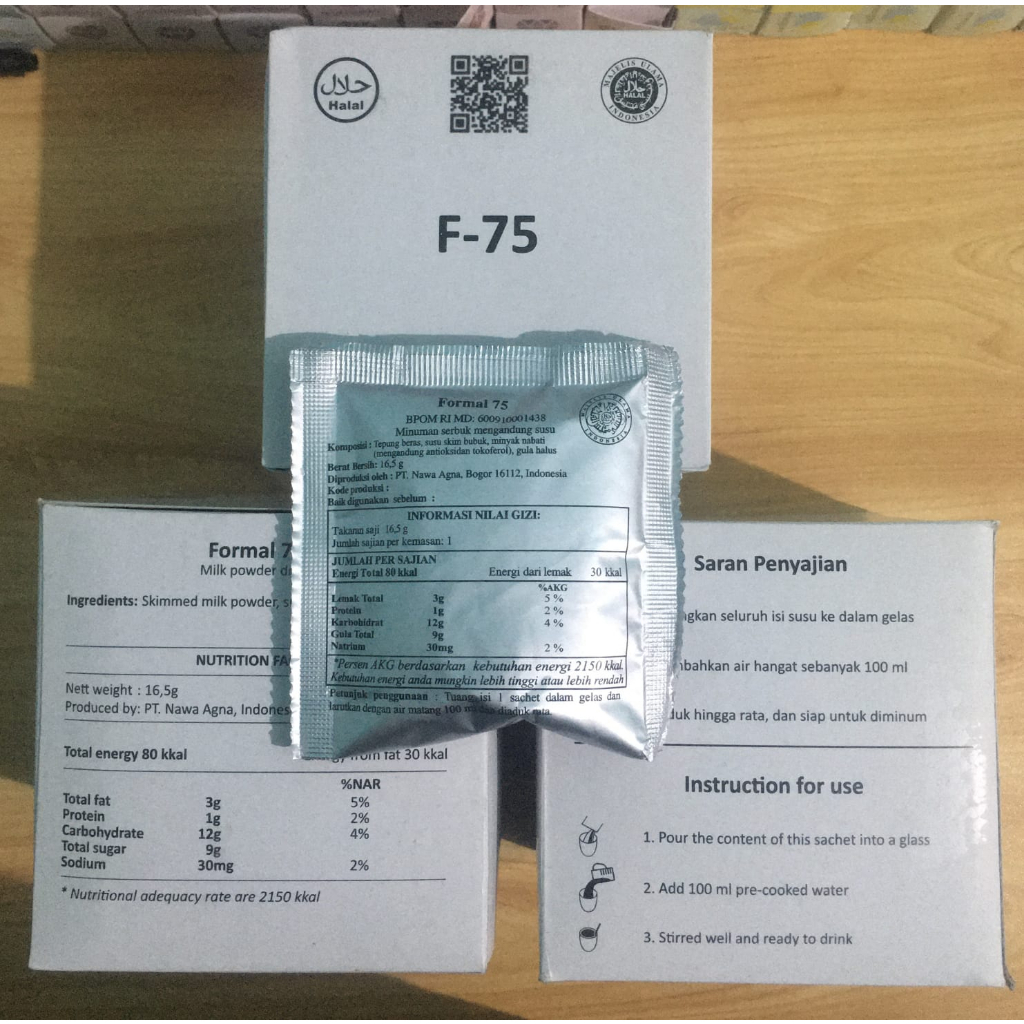 حلال
Halal
MAJELIS ULAMA
حلال
HALAL
INDONESIA
F-75
Formal 75
BPOM RI MD: 600910001438
Minuman serbuk mengandung susu
Komposisi : Tepung beras, susu skim bubuk, minyak nabati
(mengandung antioksidan tokoferol), gula halus
Berat Bersih: 16,5 g
Diproduksi oleh : PT. Nawa Agna, Bogor 16112, Indonesia
Kode produksi :
Baik digunakan sebelum :
INDONESIA
INFORMASI NILAI GIZI:
Takaran saji 16,5 g
Jumlah sajian per kemasan: 1
JUMLAH PER SAJIAN
Energi Total 80 kkal Energi dari lemak 30 kkal
%AKG
Lemak Total 3g 5 %
Protein 1g 2 %
Karbohidrat 12g 4 %
Gula Total 9g
Natrium 30mg 2 %
*Persen AKG berdasarkan kebutuhan energi 2150 kkal.
Kebutuhan energi anda mungkin lebih tinggi atau lebih rendah
Petunjuk penggunaan : Tuang isi 1 sachet dalam gelas dan
larutkan dengan air matang 100 ml dan diaduk rata.
Formal 7
Milk powder d
Ingredients: Skimmed milk powder, s
NUTRITION FA
Nett weight : 16,5g
Produced by: PT. Nawa Agna, Indones
Total energy 80 kkal from fat 30 kkal
%NAR
Total fat 3g 5%
Protein 1g 2%
Carbohydrate 12g 4%
Total sugar 9g
Sodium 30mg 2%
* Nutritional adequacy rate are 2150 kkal
Saran Penyajian
gkan seluruh isi susu ke dalam gelas
mbahkan air hangat sebanyak 100 ml
duk hingga rata, dan siap untuk diminum
Instruction for use
1. Pour the content of this sachet into a glass
2. Add 100 ml pre-cooked water
3. Stirred well and ready to drink